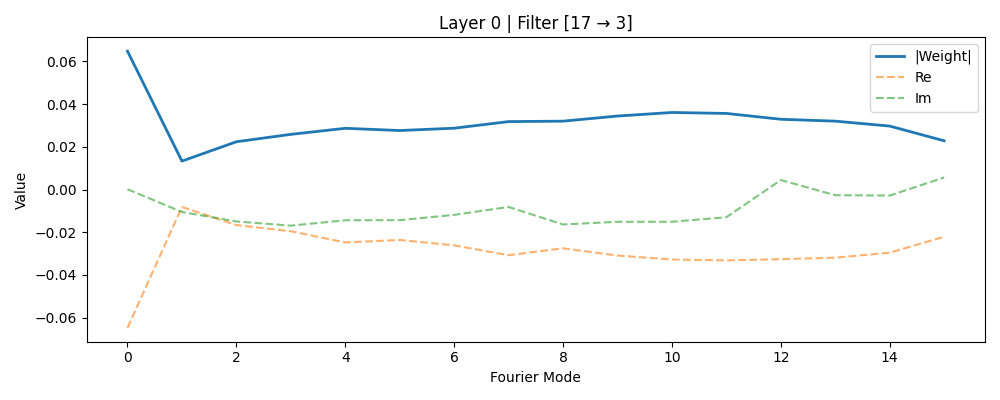 Layer 0 | Filter [17 → 3]
|Weight|
Re
Im
Value
0.06
0.04
0.02
0.00
−0.02
−0.04
−0.06
0 2 4 6 8 10 12 14
Fourier Mode